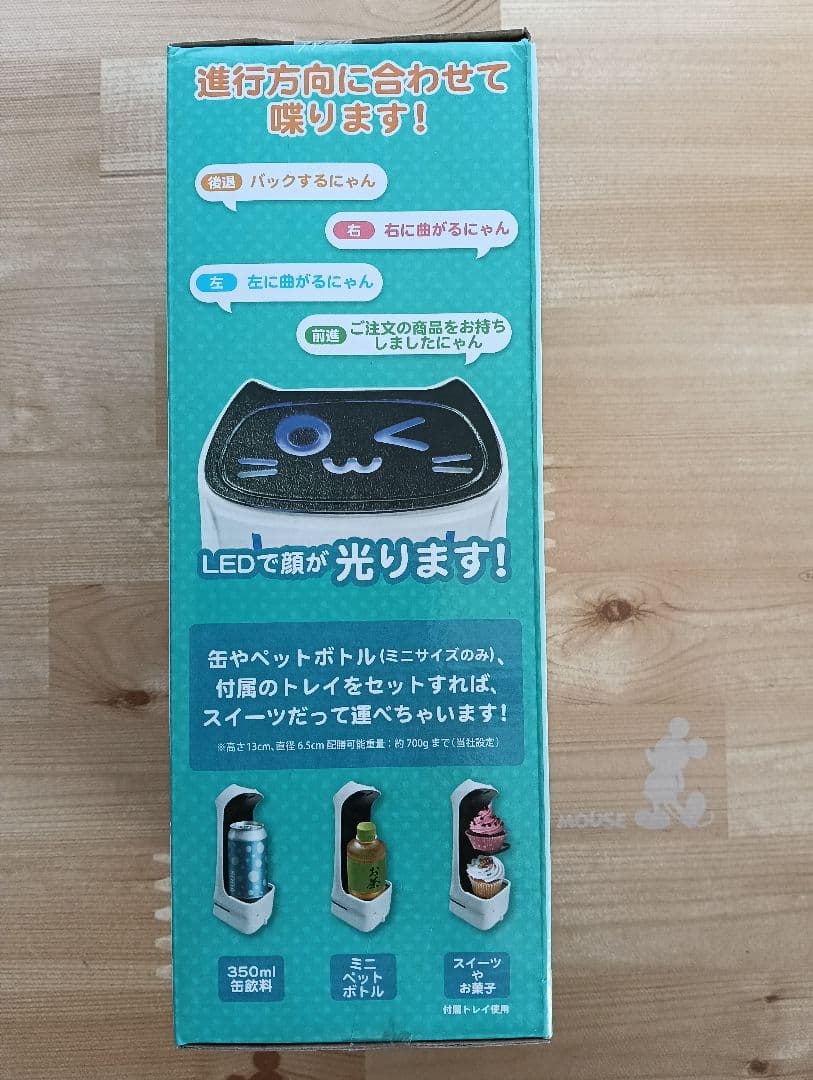 進行方向に合わせて
喋ります!
後退 バックするにゃん
右 右に曲がるにゃん
左 左に曲がるにゃん
前進 ご注文の商品をお持ち
しましたにゃん
LEDで顔が 光ります!
缶やペットボトル(ミニサイズのみ)、
付属のトレイをセットすれば、
スイーツだって運べちゃいます!
※高さ13cm、直径6.5cm 配膳可能重量:約700gまで(当社設定)
お茶
350ml
缶飲料
ミニ
ペット
ボトル
スイーツ
や
お菓子
付属トレイ使用
MOUSE